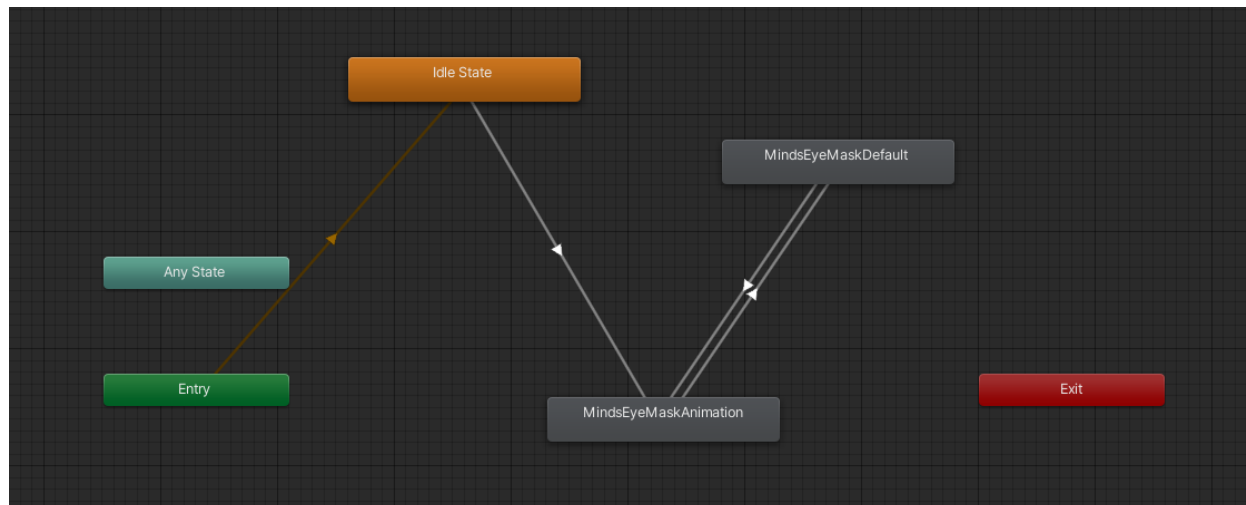 Idle State
MindsEyeMaskDefault
Any State
Entry
Exit
MindsEyeMaskAnimation